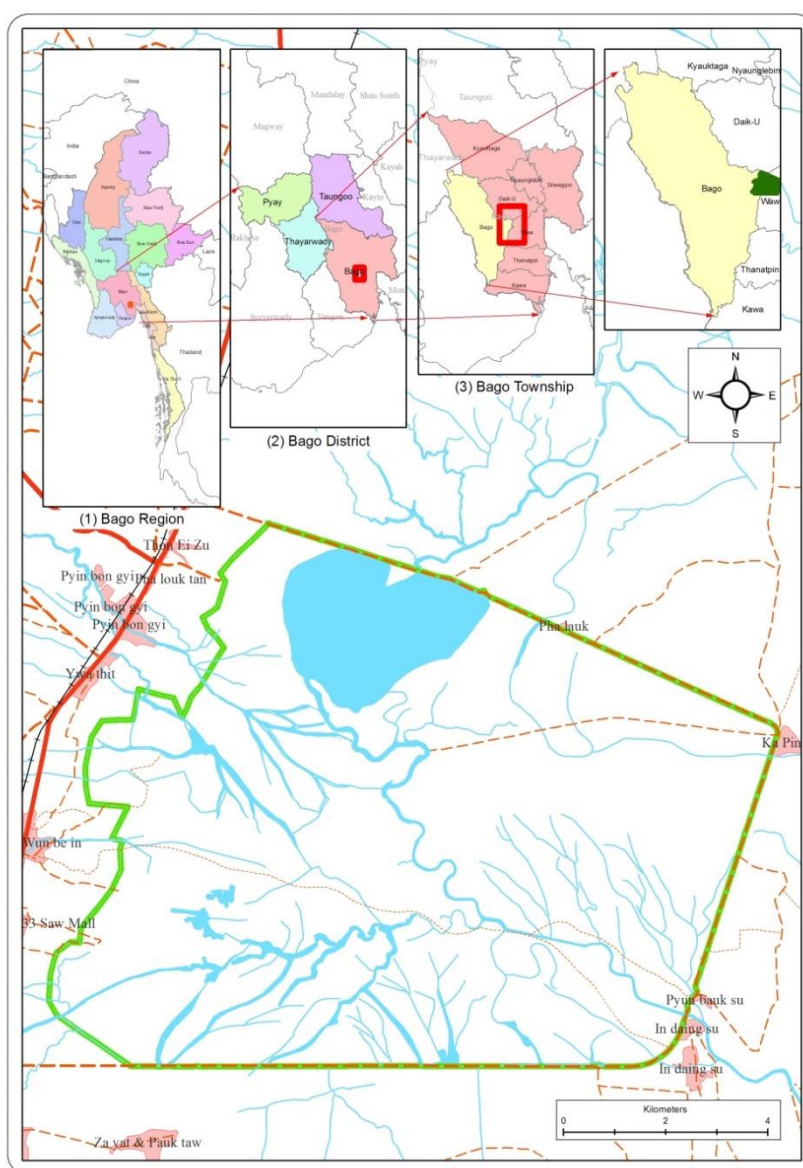 China
India
Bangladesh
Laos
Thailand
Kachin
Sagaing
Chin
Shan North
Mandalay
Shan South
Shan East
Magway
Kayah
Bago
Ayeyarwady
Yangon
(1) Bago Region
Mandalay
Shan South
Magway
Kayah
Taungoo
Pyay
Kayin
Bago
Rakhine
Thayarwady
Bago
Mon
Ayeyarwady
Yangon
(2) Bago District
Pyay
Taungoo
Kyauktaga
Thayarwady
Nyaunglebin
Shwegyin
Daik-U
Bago
Waw
Thanatpin
Kawa
(3) Bago Township
Kyauktaga
Nyaunglebin
Daik-U
Bago
Waw
Thanatpin
Kawa
N
W E
S
Thon Ei Zu
Pyin bon gyi
Pha louk tan
Pyin bon gyi
Pyin bon gyi
Pha lauk
Ywa thit
Ka Pin
Wun be in
33 Saw Mall
Pyun bauk su
In daing su
In daing su
Za yat & Pauk taw
Kilometers
0 2 4